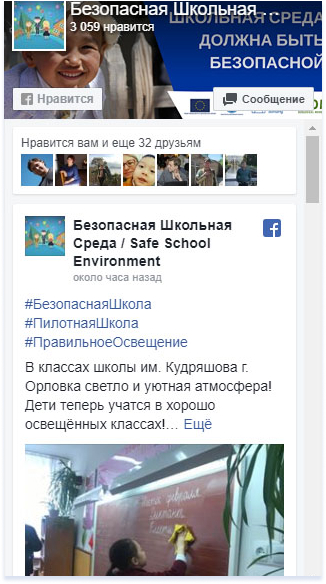 Безопасная Школьная ...
3 059 нравится
ШКОЛЬНАЯ СРЕДА
ДОЛЖНА БЫТЬ
БЕЗОПАСНОЙ
Нравится
Сообщение
Нравится вам и еще 32 друзьям
Безопасная Школьная
Среда / Safe School
Environment
около часа назад
#БезопаснаяШкола
#ПилотнаяШкола
#ПравильноеОсвещение
В классах школы им. Кудряшова г.
Орловка светло и уютная атмосфера!
Дети теперь учатся в хорошо
освещённых классах!... Ещё